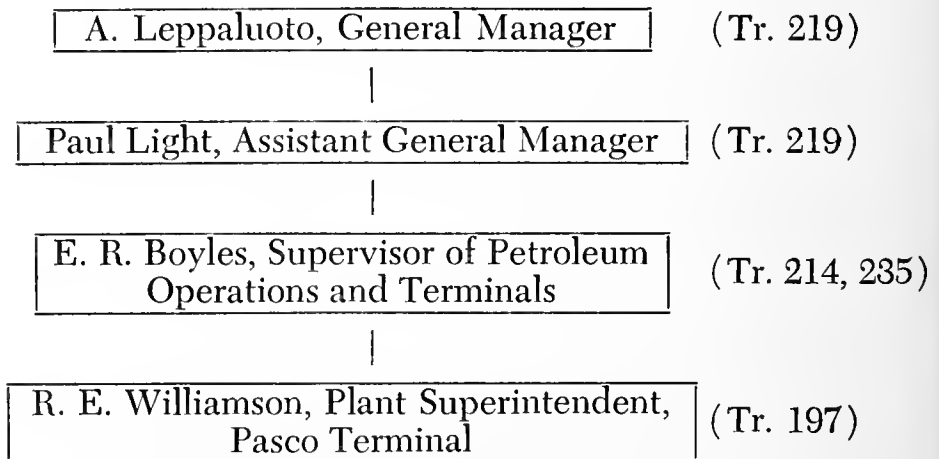 A. Leppaluoto, General Manager (Tr. 219)
Paul Light, Assistant General Manager (Tr. 219)
E. R. Boyles, Supervisor of Petroleum
Operations and Terminals (Tr. 214, 235)
R. E. Williamson, Plant Superintendent,
Pasco Terminal (Tr. 197)